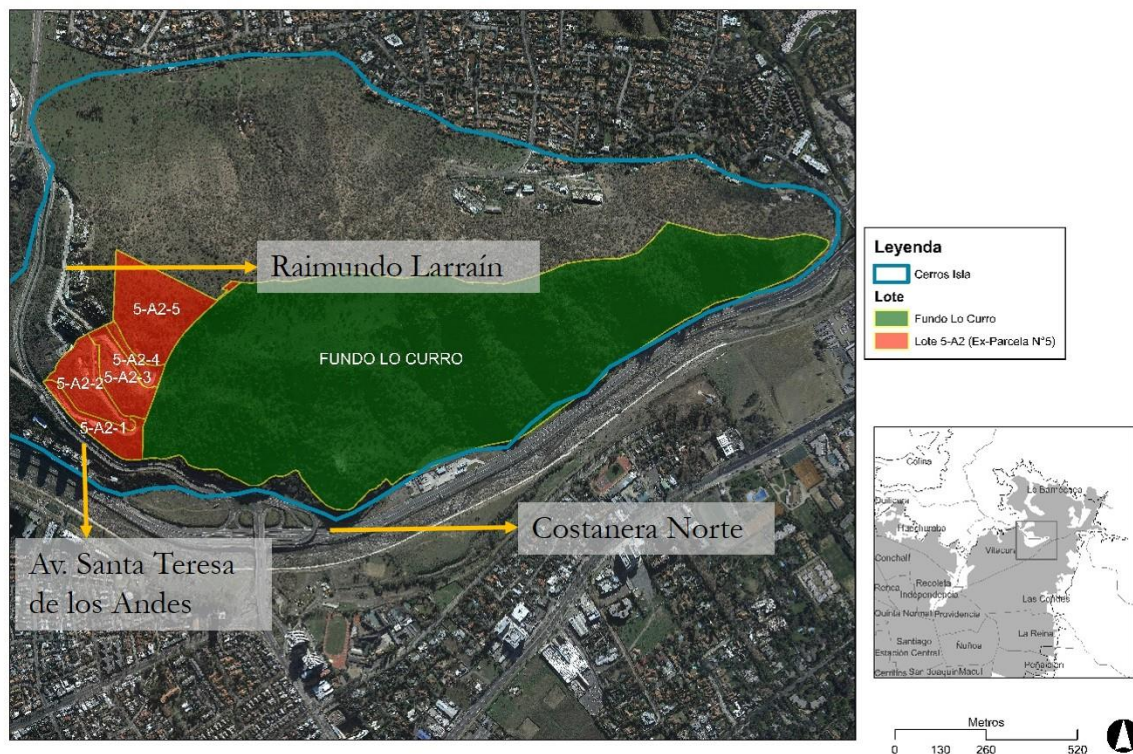 Raimundo Larraín
5-A2-5
5-A2-4
5-A2-3
5-A2-2
5-A2-1
FUNDO LO CURRO
Costanera Norte
Av. Santa Teresa
de los Andes
Leyenda
Cerros Isla
Lote
Fundo Lo Curro
Lote 5-A2 (Ex-Parcela N°5)
Colina
Lo Barnechea
Quilicura
Huechuraba
Vitacura
Conchalí
Renca
Recoleta
Independencia
Las Condes
Quinta Normal
Providencia
La Reina
Santiago
Ñuñoa
Estación Central
Peñalolén
Cerrillos
San Joaquín
Macul
Metros
0 130 260 520